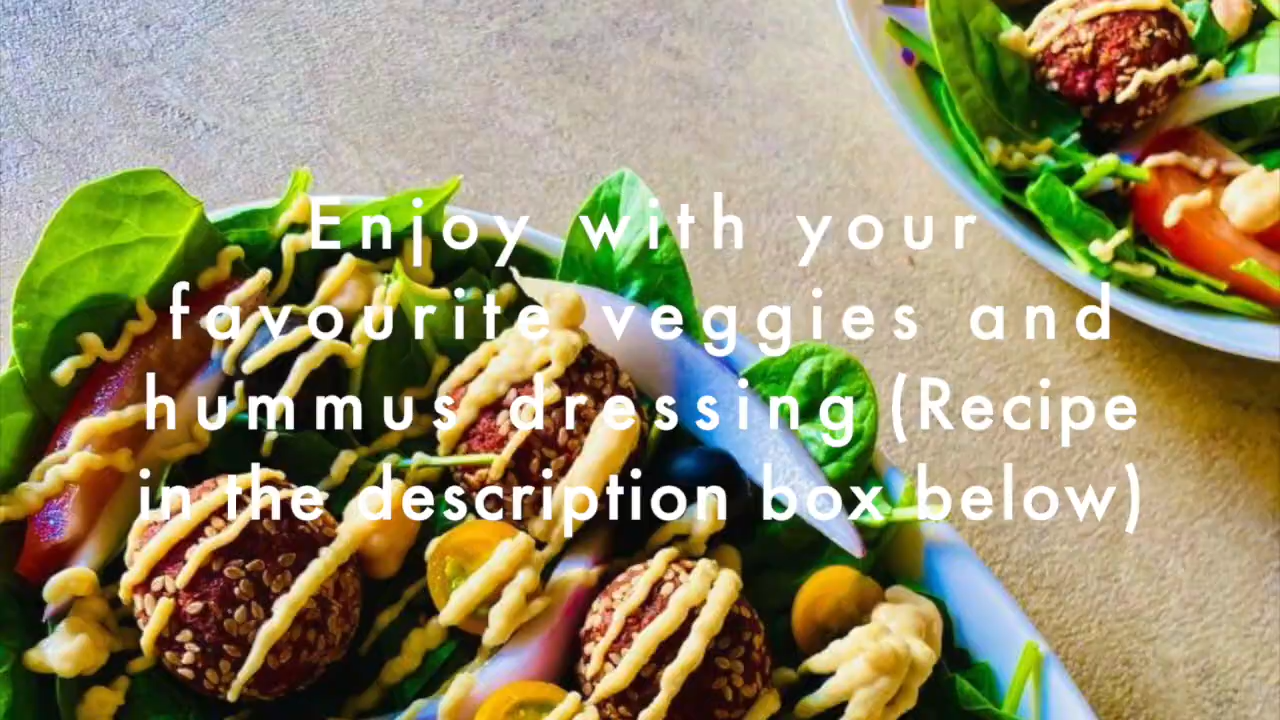 Enjoy with your
favourite veggies and
hummus dressing (Recipe
in the description box below)